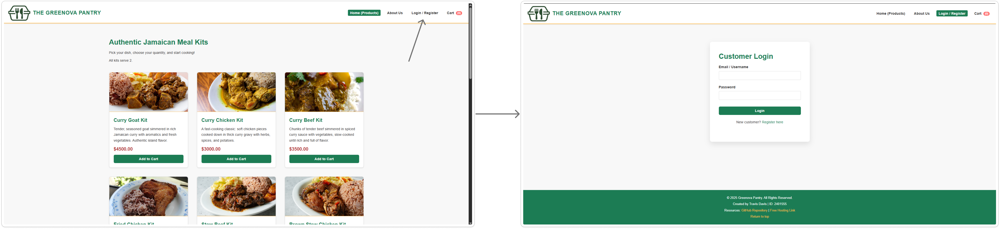 THE GREENOVA PANTRY
Home (Products)
About Us
Login / Register
Cart (0)
Authentic Jamaican Meal Kits
Pick your dish, choose your quantity, and start cooking!
All kits serve 2.
Curry Goat Kit
Tender, seasoned goat simmered in rich
Jamaican curry with aromatics and fresh
vegetables. Authentic island flavor.
$4500.00
Add to Cart
Curry Chicken Kit
A fast-cooking classic: soft chicken pieces
cooked down in thick curry gravy with herbs,
spices, and potatoes.
$3000.00
Add to Cart
Curry Beef Kit
Chunks of tender beef simmered in spiced
curry sauce with vegetables, slow-cooked
until rich and full of flavor.
$3500.00
Add to Cart
Fried Chicken Kit
Stew Beef Kit
Brown Stew Chicken Kit
THE GREENOVA PANTRY
Home (Products)
About Us
Login / Register
Cart (0)
Customer Login
Email / Username
Password
Login
New customer? Register here
© 2025 Greenova Pantry. All Rights Reserved.
Created by Travis Davis | ID: 2401555
Resources: GitHub Repository | Free Hosting Link
Return to top